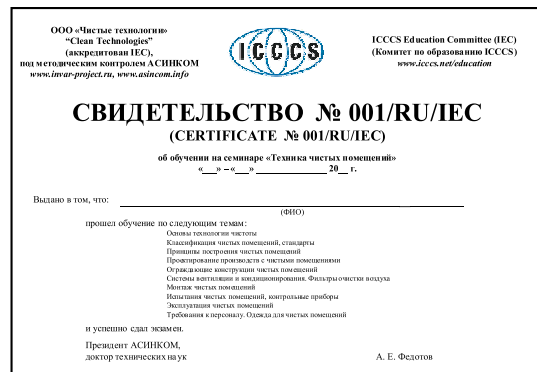 ООО «Чистые технологии»
“Clean Technologies”
(аккредитован IEC),
под методическим контролем АСИНКОМ
www.invar-project.ru, www.asincom.info
ICCCS
ICCCS Education Committee (IEC)
(Комитет по образованию ICCCS)
www.icccs.net/education
СВИДЕТЕЛЬСТВО № 001/RU/IEC
(CERTIFICATE № 001/RU/IEC)
об обучении на семинаре «Техника чистых помещений»
«___» – «___» ______________ 20__ г.
Выдано в том, что:
(ФИО)
прошел обучение по следующим темам:
Основы технологии чистоты
Классификация чистых помещений, стандарты
Принципы построения чистых помещений
Проектирование производств с чистыми помещениями
Ограждающие конструкции чистых помещений
Системы вентиляции и кондиционирования. Фильтры очистки воздуха
Монтаж чистых помещений
Испытания чистых помещений, контрольные приборы
Эксплуатация чистых помещений
Требования к персоналу. Одежда для чистых помещений
и успешно сдал экзамен.
Президент АСИНКОМ,
доктор технических наук
А. Е. Федотов